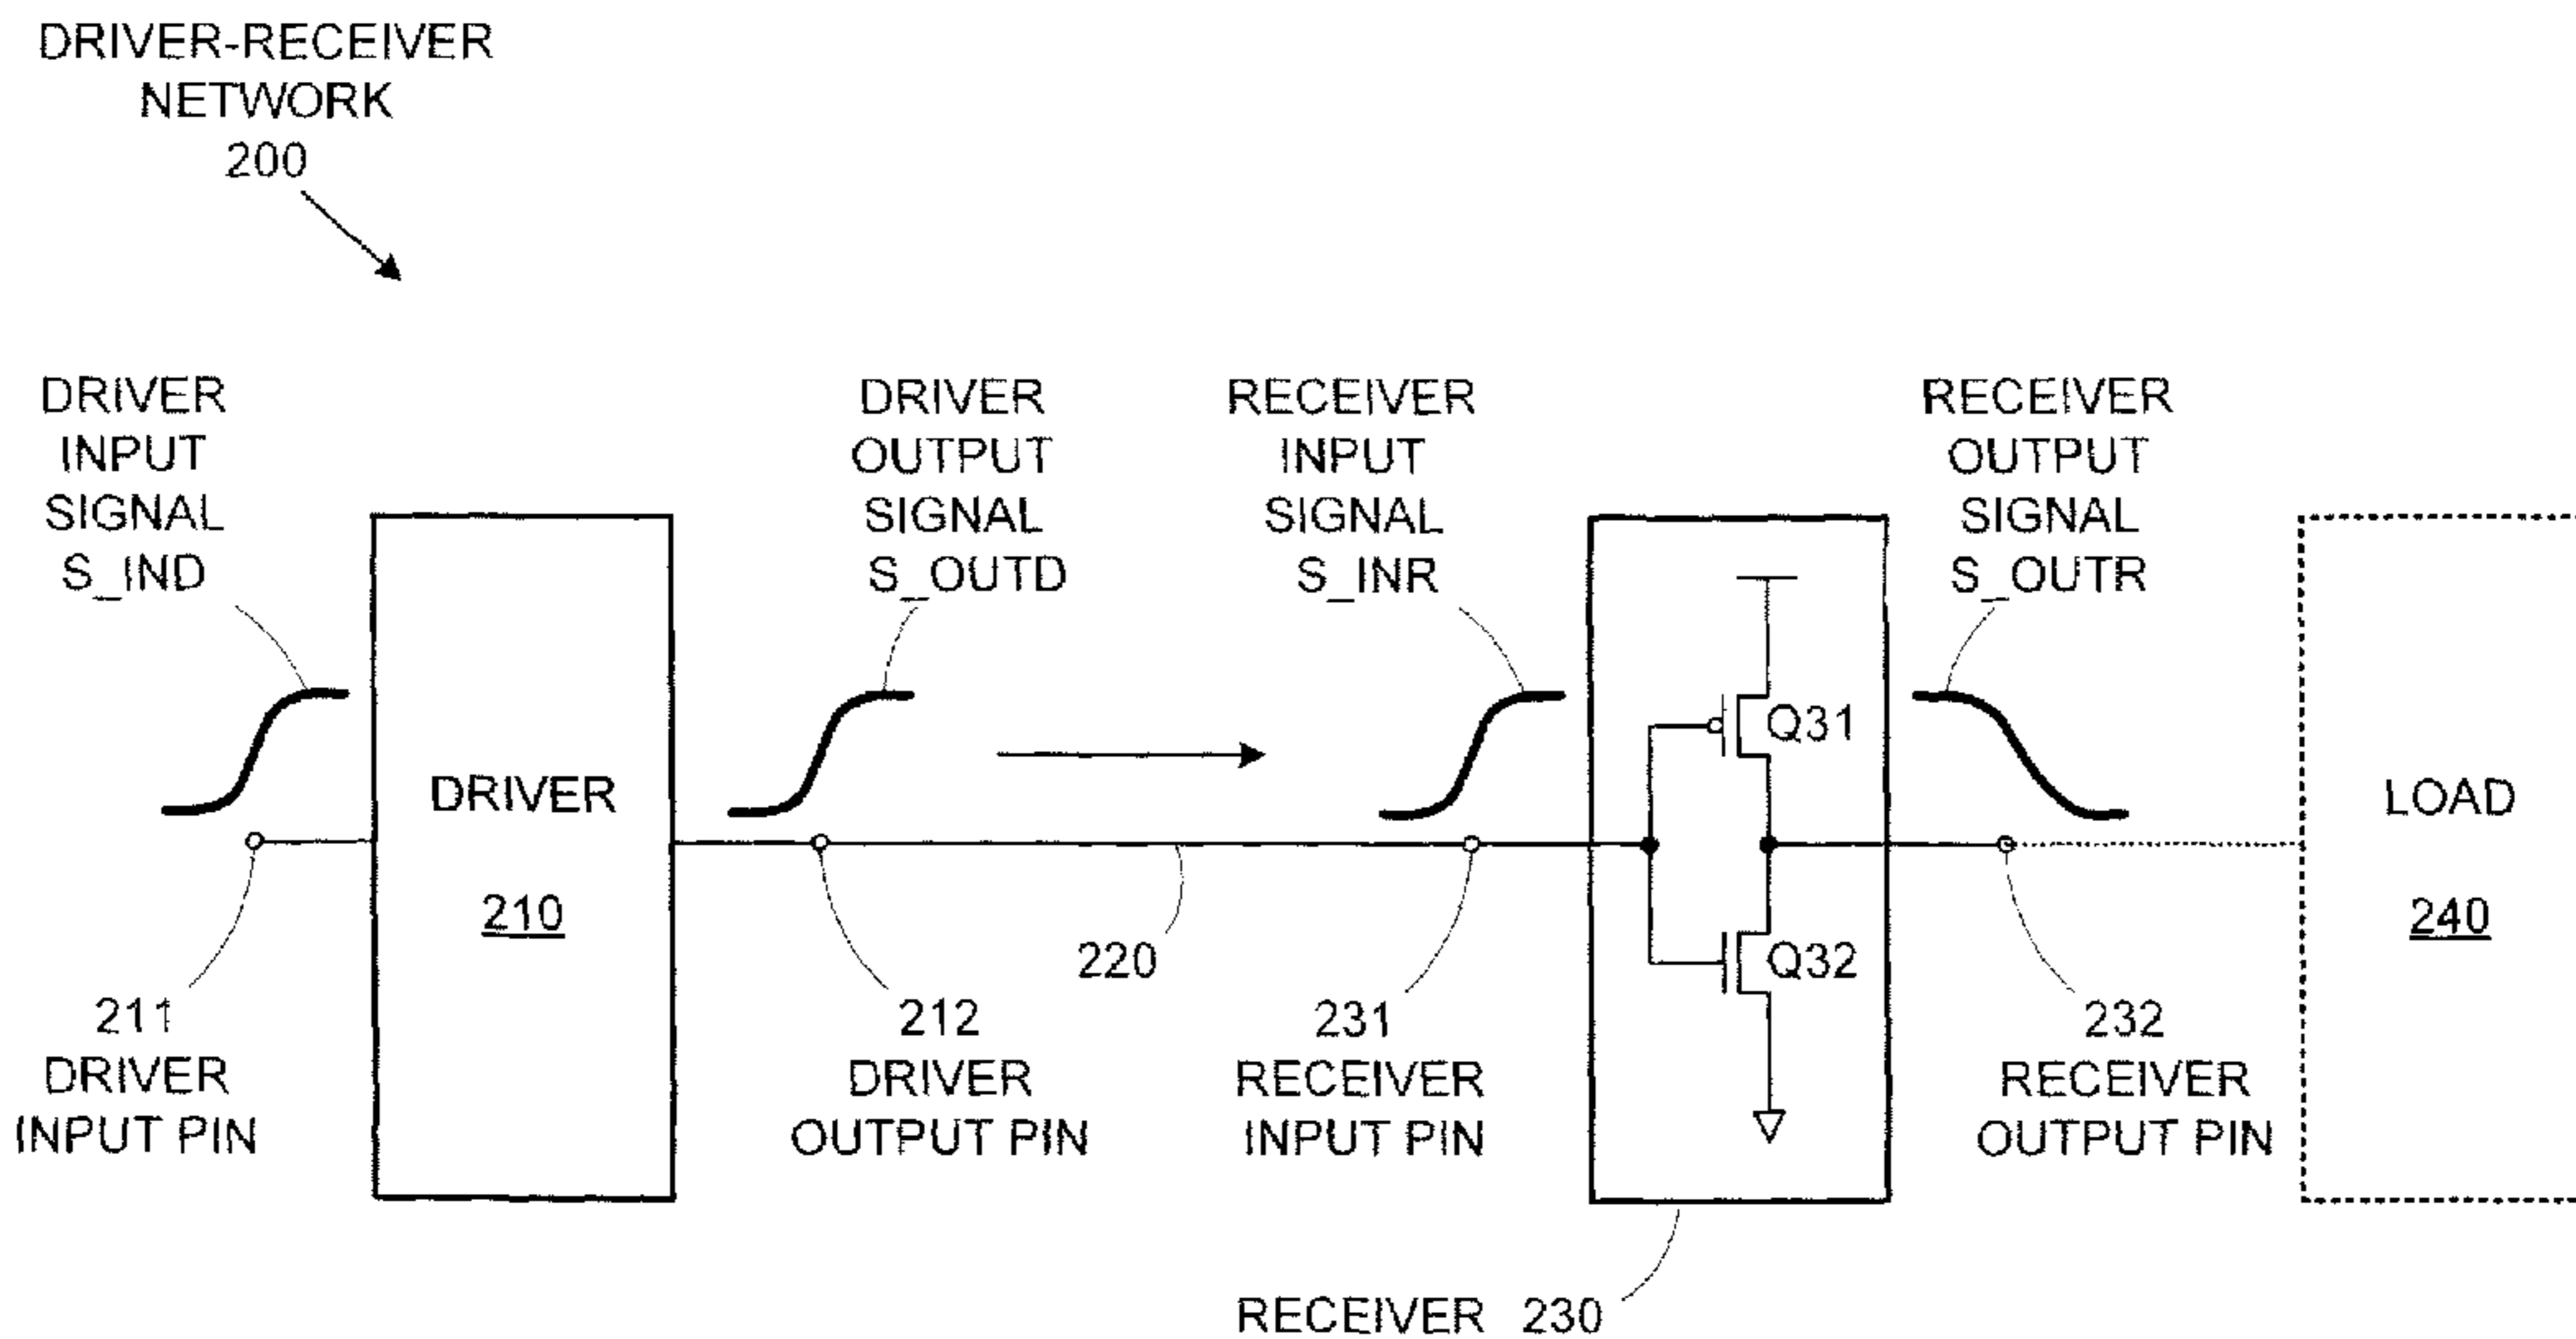 DRIVER-RECEIVER
NETWORK
200
DRIVER
INPUT
SIGNAL
S_IND
DRIVER
OUTPUT
SIGNAL
S_OUTD
RECEIVER
INPUT
SIGNAL
S_INR
RECEIVER
OUTPUT
SIGNAL
S_OUTR
DRIVER
210
Q31
Q32
LOAD
240
220
211
DRIVER
INPUT PIN
212
DRIVER
OUTPUT PIN
231
RECEIVER
INPUT PIN
232
RECEIVER
OUTPUT PIN
RECEIVER 230